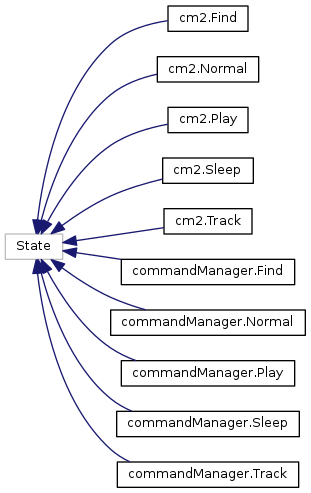 cm2.Find
cm2.Normal
cm2.Play
cm2.Sleep
cm2.Track
State
commandManager.Find
commandManager.Normal
commandManager.Play
commandManager.Sleep
commandManager.Track